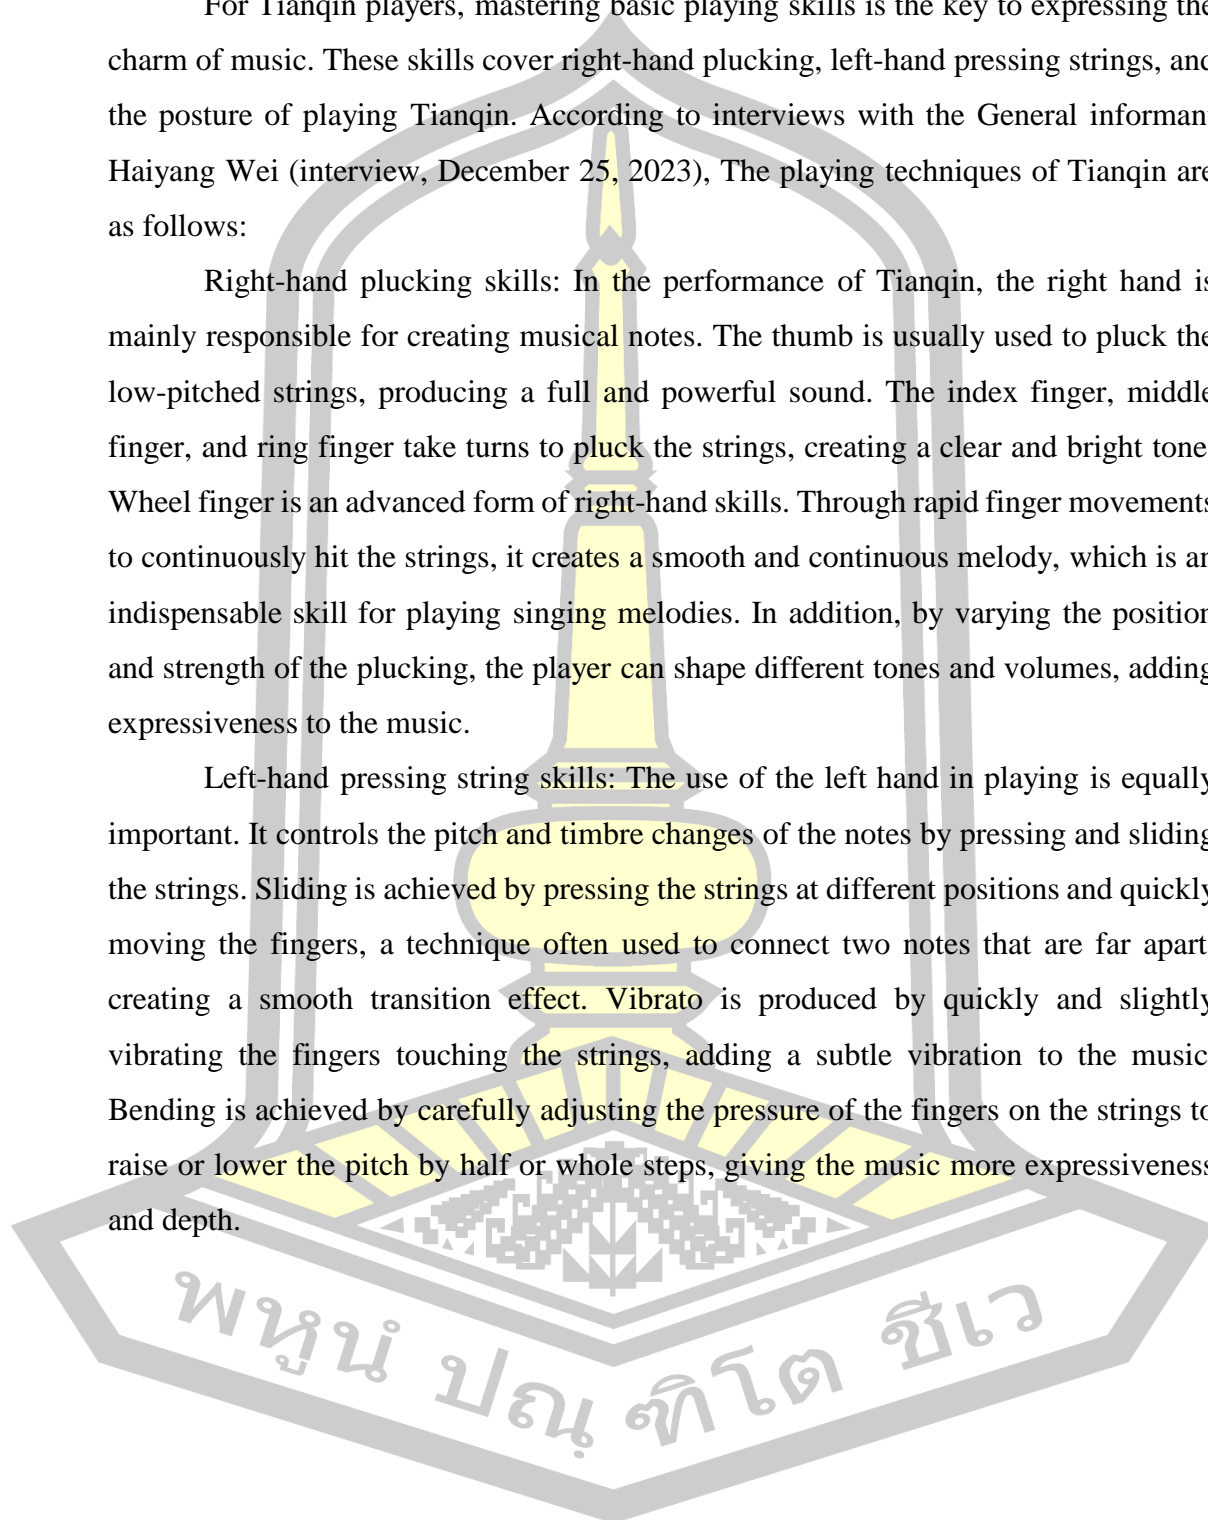 For Tianqin players, mastering basic playing skills is the key to expressing the
charm of music. These skills cover right-hand plucking, left-hand pressing strings, and
the posture of playing Tianqin. According to interviews with the General informant
Haiyang Wei (interview, December 25, 2023), The playing techniques of Tianqin are
as follows:
Right-hand plucking skills: In the performance of Tianqin, the right hand is
mainly responsible for creating musical notes. The thumb is usually used to pluck the
low-pitched strings, producing a full and powerful sound. The index finger, middle
finger, and ring finger take turns to pluck the strings, creating a clear and bright tone
Wheel finger is an advanced form of right-hand skills. Through rapid finger movements
to continuously hit the strings, it creates a smooth and continuous melody, which is an
indispensable skill for playing singing melodies. In addition, by varying the position
and strength of the plucking, the player can shape different tones and volumes, adding
expressiveness to the music.
Left-hand pressing string skills: The use of the left hand in playing is equally
important. It controls the pitch and timbre changes of the notes by pressing and sliding
the strings. Sliding is achieved by pressing the strings at different positions and quickly
moving the fingers, a technique often used to connect two notes that are far apart
creating a smooth transition effect. Vibrato is produced by quickly and slightly
vibrating the fingers touching the strings, adding a subtle vibration to the music
Bending is achieved by carefully adjusting the pressure of the fingers on the strings to
raise or lower the pitch by half or whole steps, giving the music more expressiveness
and depth.
พหูนํ ปณฺ ฑิโต ชีเว